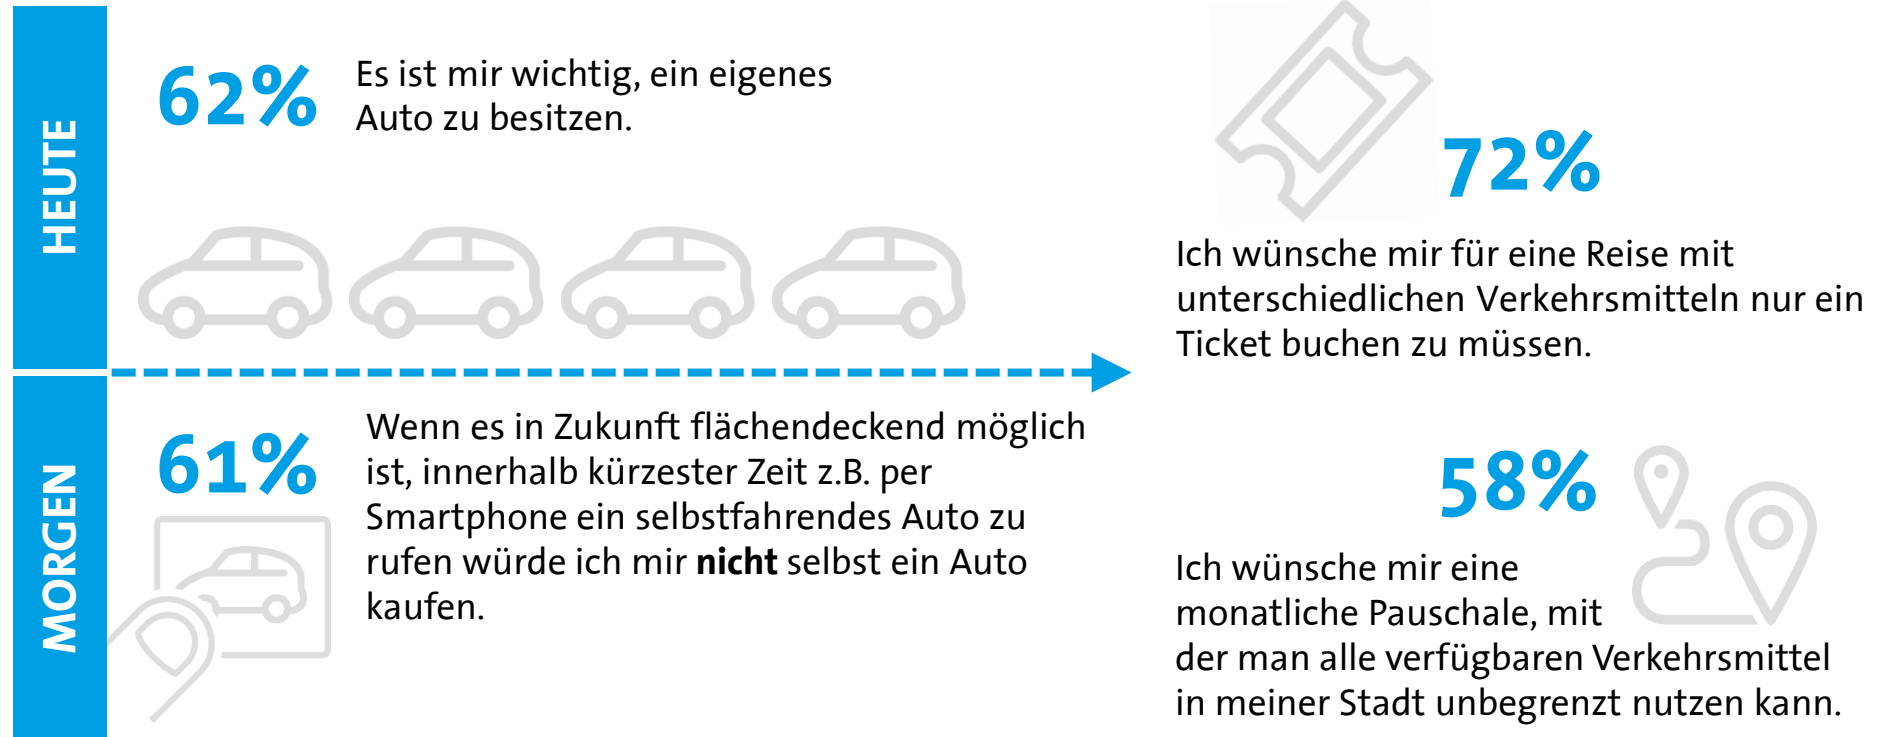 HEUTE
62%
Es ist mir wichtig, ein eigenes
Auto zu besitzen.
MORGEN
61%
Wenn es in Zukunft flächendeckend möglich
ist, innerhalb kürzester Zeit z.B. per
Smartphone ein selbstfahrendes Auto zu
rufen würde ich mir nicht selbst ein Auto
kaufen.
72%
Ich wünsche mir für eine Reise mit
unterschiedlichen Verkehrsmitteln nur ein
Ticket buchen zu müssen.
58%
Ich wünsche mir eine
monatliche Pauschale, mit
der man alle verfügbaren Verkehrsmittel
in meiner Stadt unbegrenzt nutzen kann.